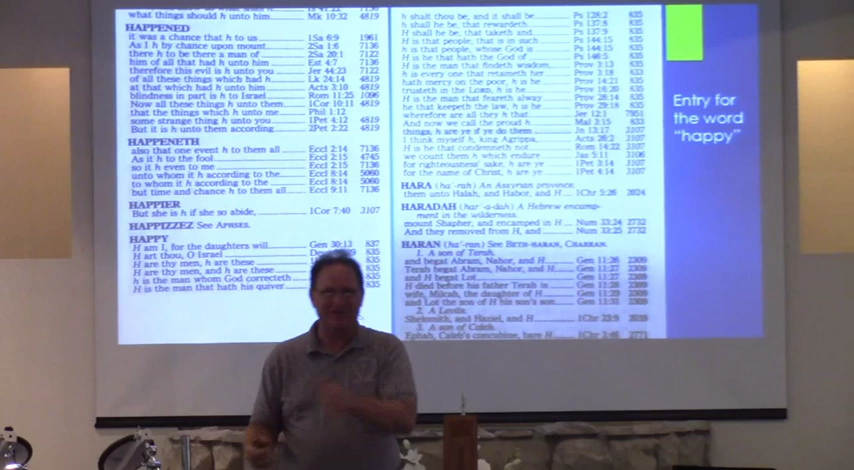 what things should h unto him Mk 10:32 4819
HAPPENED
it was a chance that h to us 1Sa 6:9 1961
As I h by chance upon mount 2Sa 1:6 7136
there h to be there a man of 2Sa 20:1 7122
him of all that had h unto him Est 4:7 7136
therefore this evil is h unto you Jer 44:23 7122
of all these things which had h Lk 24:14 4819
at that which had h unto him Acts 3:10 4819
blindness in part is h to Israel Rom 11:25 1096
Now all these things h unto them 1Cor 10:11 4819
that the things which h unto me Phil 1:12
some strange thing h unto you 1Pet 4:12 4819
But it is h unto them according 2Pet 2:22 4819
HAPPENETH
also that one event h to them all Eccl 2:14 7136
As it h to the fool Eccl 2:15 4745
so it h even to me Eccl 2:15 7136
unto whom it h according to the Eccl 8:14 5060
to whom it h according to the Eccl 8:14 5060
but time and chance h to them all Eccl 9:11 7136
HAPPIER
But she is h if she so abide, 1Cor 7:40 3107
HAPPIZZEZ See APHSES.
HAPPY
H am I, for the daughters will Gen 30:13 837
H art thou, O Israel
H are thy men, h are these 835
H are thy men, and h are these 835
h is the man whom God correcteth 835
H is the man that hath his quiver 835
h shalt thou be, and it shall be Ps 128:2 835
h shall he be, that rewardeth Ps 137:8 835
H shall he be, that taketh and Ps 137:9 835
H is that people, that is in such Ps 144:15 835
h is that people, whose God is Ps 144:15 835
H is he that hath the God of Ps 146:5 835
H is the man that findeth wisdom Prov 3:13 835
h is every one that retaineth her Prov 3:18 833
hath mercy on the poor, h is he Prov 14:21 835
trusteth in the LORD, h is he Prov 16:20 835
H is the man that feareth alway Prov 28:14 835
he that keepeth the law, h is he Prov 29:18 835
wherefore are all they h that Jer 12:1 7951
And now we call the proud h Mal 3:15 833
things, h are ye if ye do them Jn 13:17 3107
I think myself h, king Agrippa, Acts 26:2 3107
H is he that condemneth not Rom 14:22 3107
we count them h which endure Jas 5:11 3106
for righteousness' sake, h are ye 1Pet 3:14 3107
for the name of Christ, h are ye 1Pet 4:14 3107
HARA (ha'-rah) An Assyrian province.
them unto Halah, and Habor, and H 1Chr 5:26 2024
HARADAH (har'-a-dah) A Hebrew encamp-
ment in the wilderness.
mount Shapher, and encamped in H Num 33:24 2732
And they removed from H, and Num 33:25 2732
HARAN (ha'-ran) See BETH-HARAN, CHARRAN.
1. A son of Terah.
and begat Abram, Nahor, and H Gen 11:26 2309
Terah begat Abram, Nahor, and H Gen 11:27 2309
and H begat Lot Gen 11:27 2309
H died before his father Terah in Gen 11:28 2309
wife, Milcah, the daughter of H Gen 11:29 2309
and Lot the son of H his son's son Gen 11:31 2309
2. A Levite.
Shelomith, and Haziel, and H 1Chr 23:9 2039
3. A son of Caleb.
Ephah, Caleb's concubine, bare H 1Chr 2:46 2771
Entry for
the word
"happy"